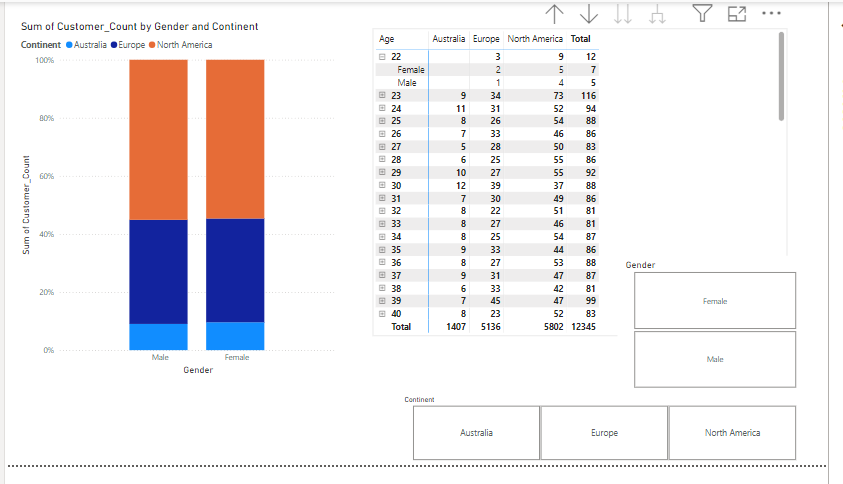 Sum of Customer_Count by Gender and Continent
Continent Australia Europe North America
100%
80%
60%
40%
20%
0%
Sum of Customer_Count
Male Female
Gender
Age Australia Europe North America Total
22 3 9 12
Female 2 5 7
Male 1 4 5
23 9 34 73 116
24 11 31 52 94
25 8 26 54 88
26 7 33 46 86
27 5 28 50 83
28 6 25 55 86
29 10 27 55 92
30 12 39 37 88
31 7 30 49 86
32 8 22 51 81
33 8 27 46 81
34 8 25 54 87
35 9 33 44 86
36 8 27 53 88
37 9 31 47 87
38 6 33 42 81
39 7 45 47 99
40 8 23 52 83
Total 1407 5136 5802 12345
Gender
Female
Male
Continent
Australia Europe North America